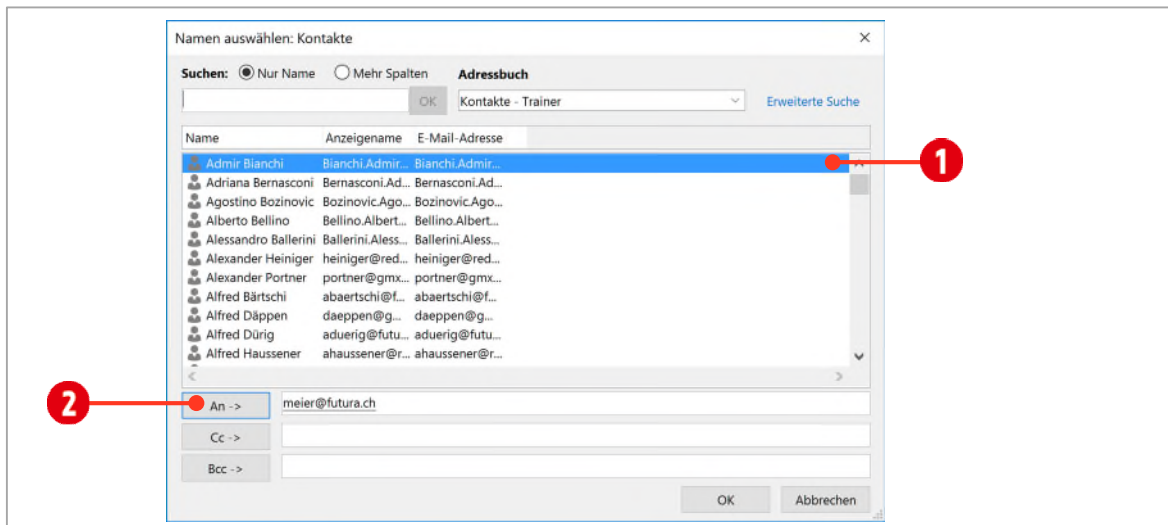 Namen auswählen: Kontakte
Suchen: Nur Name Mehr Spalten Adressbuch
OK Kontakte - Trainer Erweiterte Suche
Name Anzeigename E-Mail-Adresse
Admir Bianchi Bianchi.Admir... Bianchi.Admir...
1
Adriana Bernasconi Bernasconi.Ad... Bernasconi.Ad...
Agostino Bozinovic Bozinovic.Ago... Bozinovic.Ago...
Alberto Bellino Bellino.Albert... Bellino.Albert...
Alessandro Ballerini Ballerini.Aless... Ballerini.Aless...
Alexander Heiniger heiniger@red... heiniger@red...
Alexander Portner portner@gmx... portner@gmx...
Alfred Bärtschi abaertschi@f... abaertschi@f...
Alfred Däppen daeppen@g... daeppen@g...
Alfred Dürig aduerig@futu... aduerig@futu...
Alfred Haussener ahaussener@r... ahaussener@r...
2
An -> meier@futura.ch
Cc ->
Bcc ->
OK Abbrechen